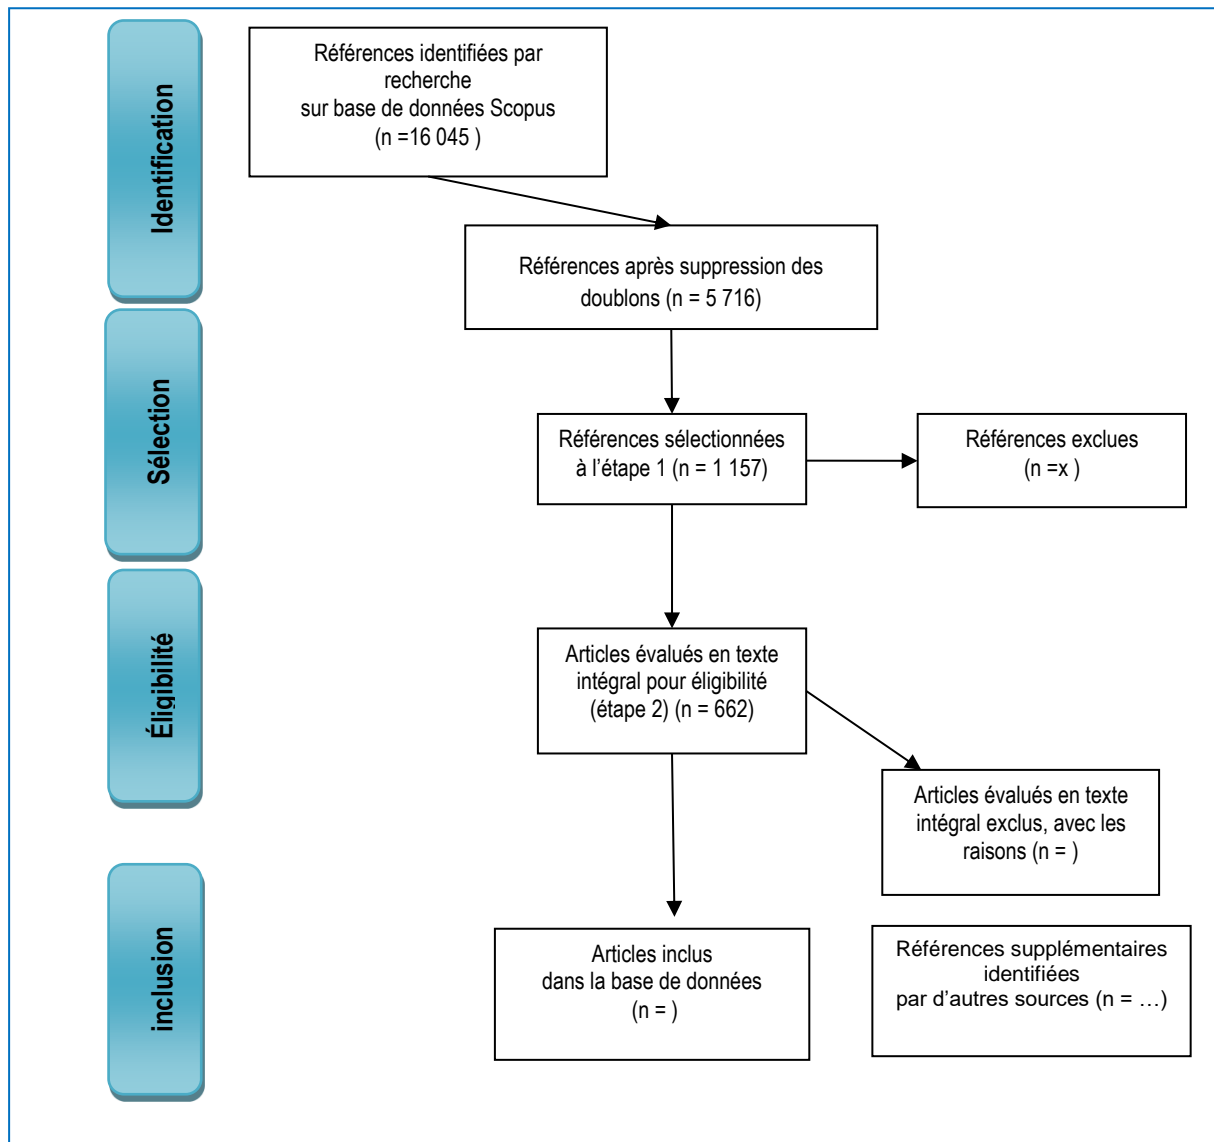 Identification
Références identifiées par
recherche
sur base de données Scopus
(n =16 045 )
Références après suppression des
doublons (n = 5 716)
Sélection
Références sélectionnées
à l’étape 1 (n = 1 157)
Références exclues
(n =x )
Éligibilité
Articles évalués en texte
intégral pour éligibilité
(étape 2) (n = 662)
Articles évalués en texte
intégral exclus, avec les
raisons (n = )
inclusion
Articles inclus
dans la base de données
(n = )
Références supplémentaires
identifiées
par d’autres sources (n = …)